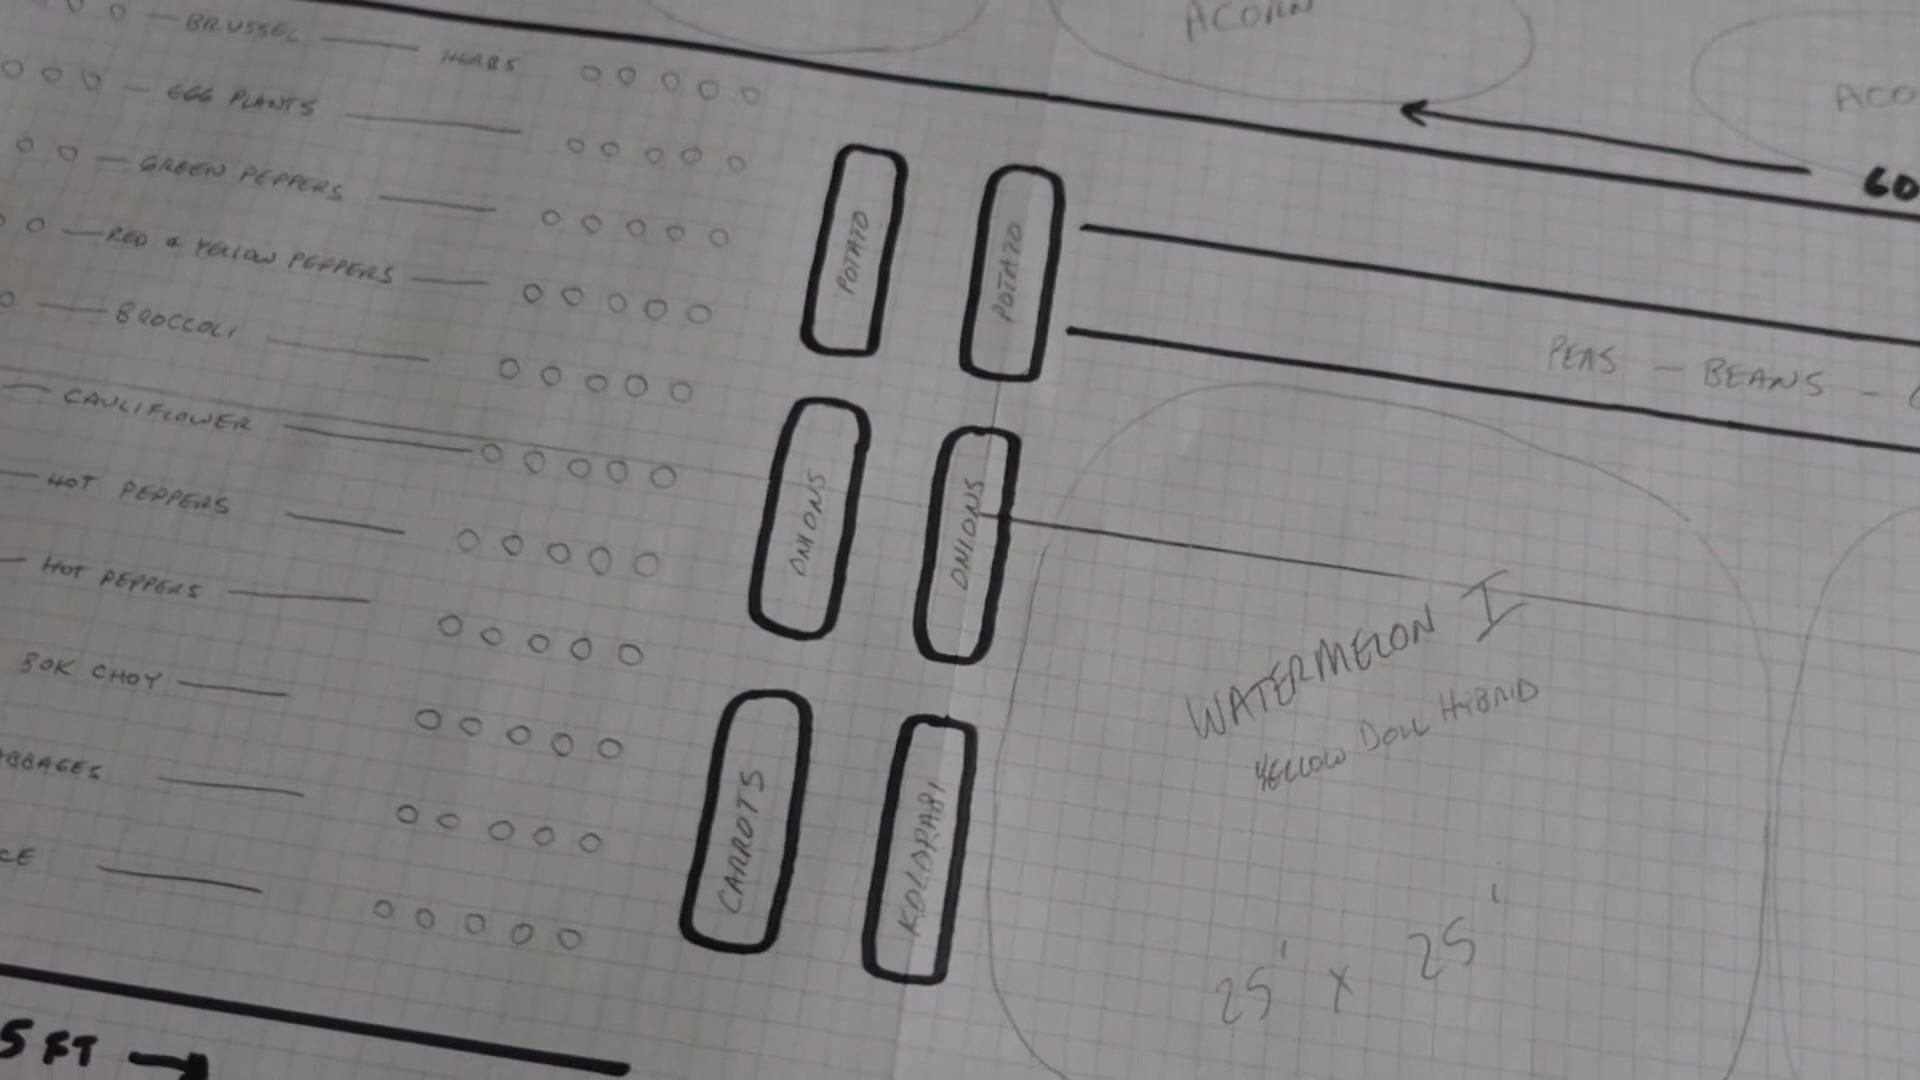 ACORN
BRUSSEL
HERBS
EGG PLANTS
GREEN PEPPERS
RED & YELLOW PEPPERS
BROCCOLI
CAULIFLOWER
HOT PEPPERS
HOT PEPPERS
BOK CHOY
BBAGES
CE
POTATO
POTATO
ONIONS
ONIONS
CARROTS
KOLORABI
60
PEAS - BEANS -
WATERMELON I
YELLOW DOLL HYBRID
25' x 25'
5 FT
ACO